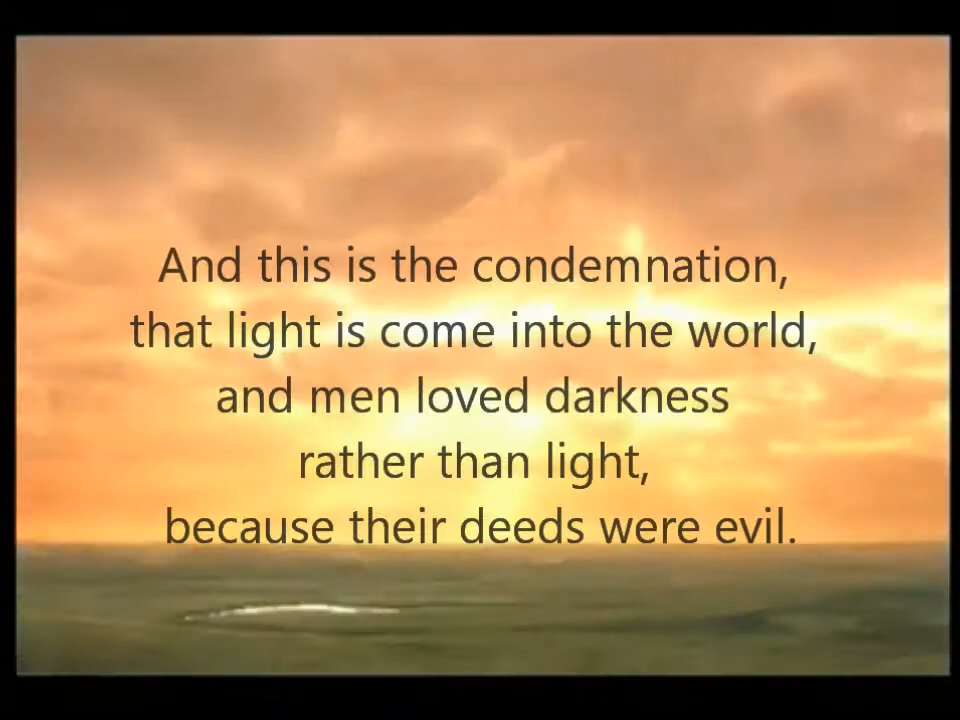 And this is the condemnation,
that light is come into the world,
and men loved darkness
rather than light,
because their deeds were evil.